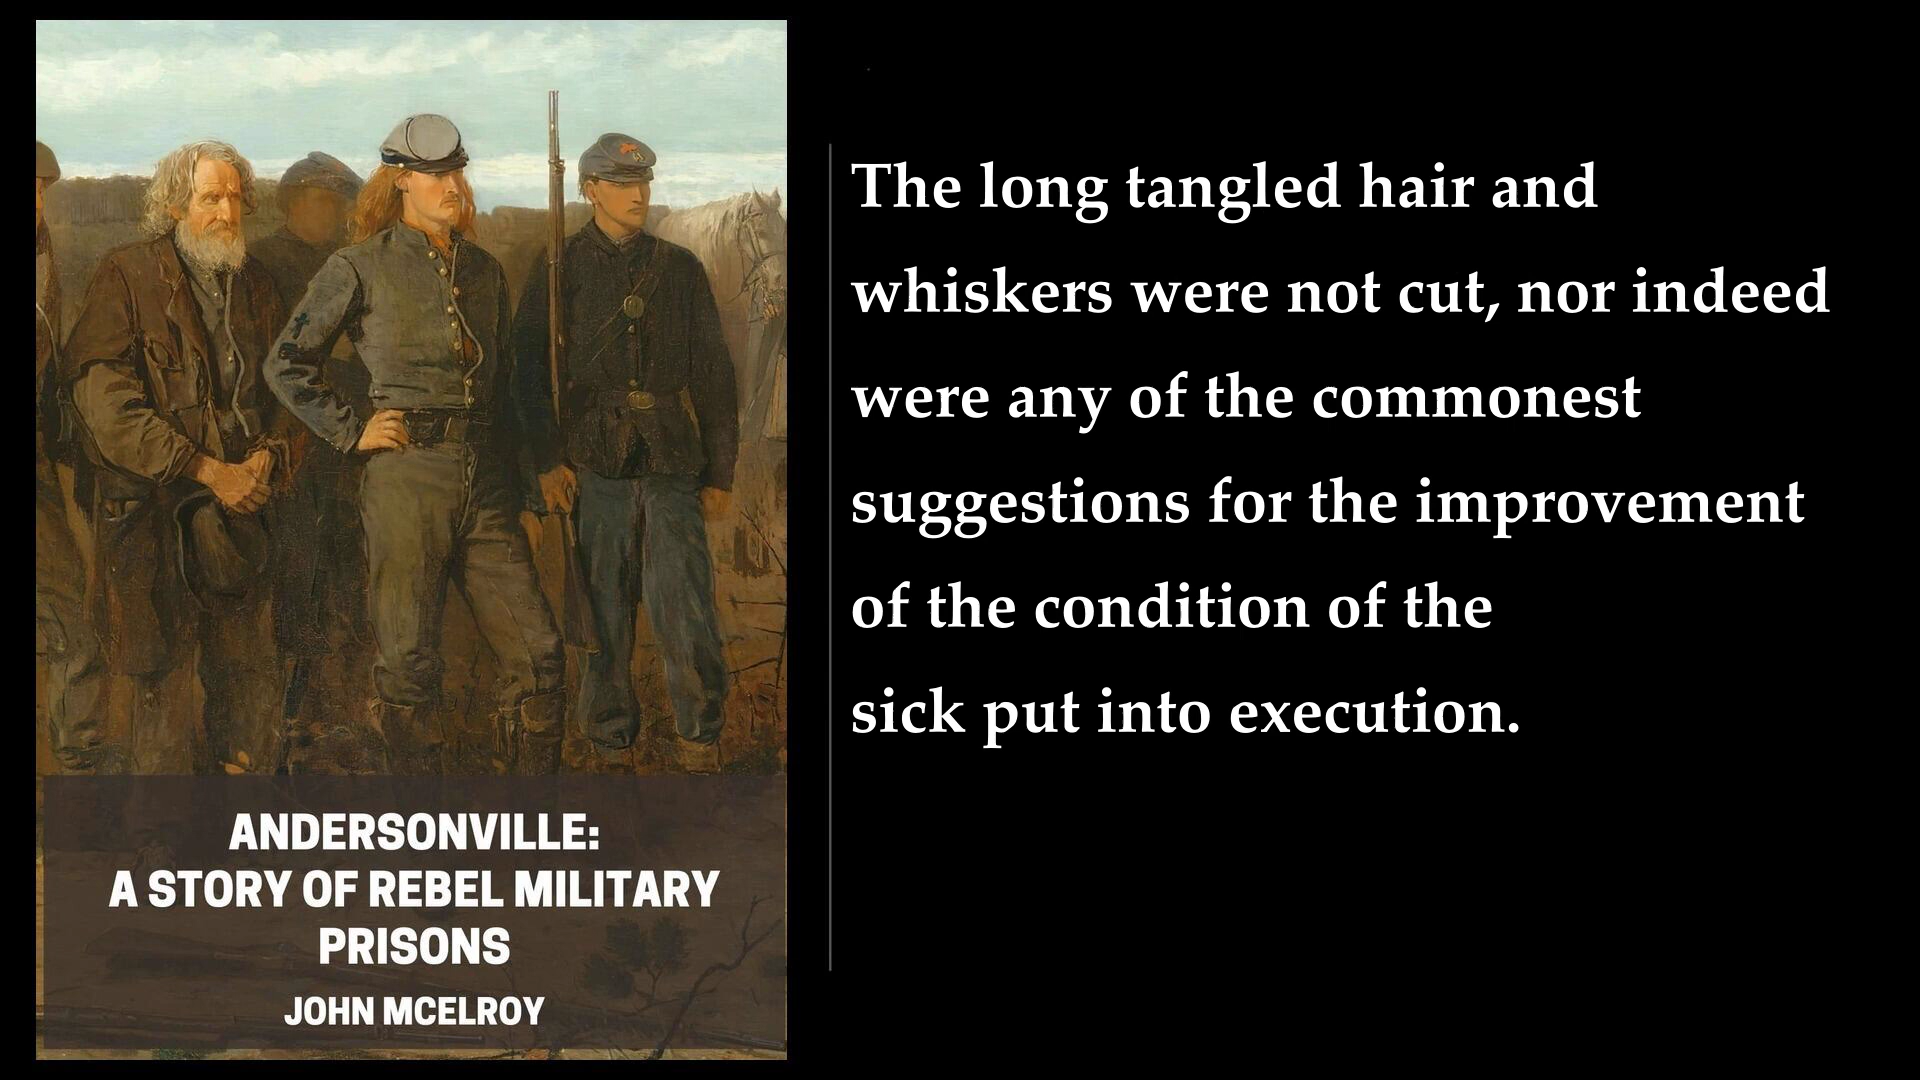 The long tangled hair and
whiskers were not cut, nor indeed
were any of the commonest
suggestions for the improvement
of the condition of the
sick put into execution.
ANDERSONVILLE:
A STORY OF REBEL MILITARY
PRISONS
JOHN MCELROY